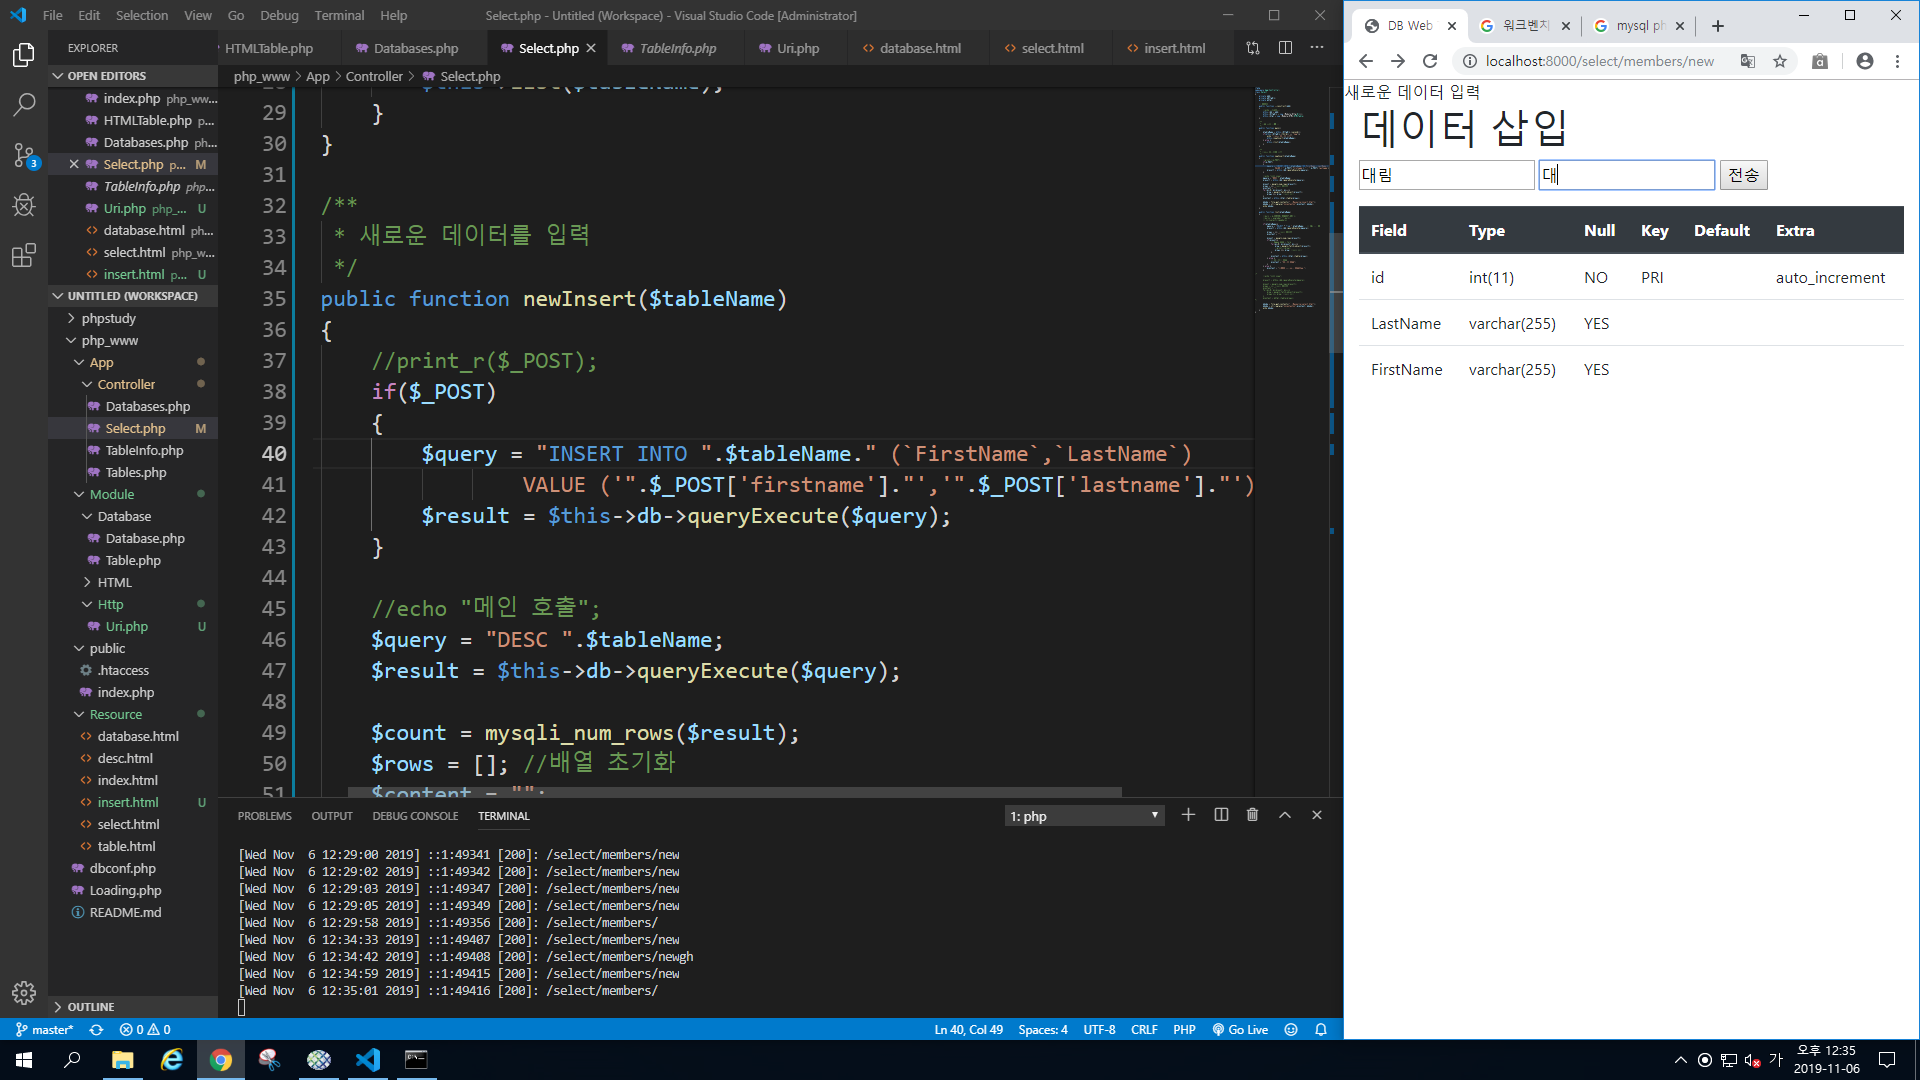 File Edit Selection View Go Debug Terminal Help
Select.php - Untitled (Workspace) - Visual Studio Code [Administrator]
EXPLORER
OPEN EDITORS
index.php php_ww...
HTMLTable.php p...
Databases.php ph...
Select.php p... M
TableInfo.php php...
Uri.php php_... U
database.html ph...
select.html php_w...
insert.html p... U
UNTITLED (WORKSPACE)
phpstudy
php_www
App
Controller
Databases.php
Select.php M
TableInfo.php
Tables.php
Module
Database
Database.php
Table.php
HTML
Http
Uri.php U
public
.htaccess
index.php
Resource
database.html
desc.html
index.html
insert.html U
select.html
table.html
dbconf.php
Loading.php
README.md
OUTLINE
3
HTMLTable.php Databases.php Select.php TableInfo.php Uri.php database.html select.html insert.html
php_www > App > Controller > Select.php
29 }
30 }
31
32 /**
33 * 새로운 데이터를 입력
34 */
35 public function newInsert($tableName)
36 {
37 //print_r($_POST);
38 if($_POST)
39 {
40 $query = "INSERT INTO ".$tableName." (`FirstName`,`LastName`)
41 VALUE ('".$_POST['firstname']."','".$_POST['lastname']."')
42 $result = $this->db->queryExecute($query);
43 }
44
45 //echo "메인 호출";
46 $query = "DESC ".$tableName;
47 $result = $this->db->queryExecute($query);
48
49 $count = mysqli_num_rows($result);
50 $rows = []; //배열 초기화
51 $content = "";
PROBLEMS OUTPUT DEBUG CONSOLE TERMINAL
1: php
[Wed Nov 6 12:29:00 2019] ::1:49341 [200]: /select/members/new
[Wed Nov 6 12:29:02 2019] ::1:49342 [200]: /select/members/new
[Wed Nov 6 12:29:03 2019] ::1:49347 [200]: /select/members/new
[Wed Nov 6 12:29:05 2019] ::1:49349 [200]: /select/members/new
[Wed Nov 6 12:29:58 2019] ::1:49356 [200]: /select/members/
[Wed Nov 6 12:34:33 2019] ::1:49407 [200]: /select/members/new
[Wed Nov 6 12:34:42 2019] ::1:49408 [200]: /select/members/newgh
[Wed Nov 6 12:34:59 2019] ::1:49415 [200]: /select/members/new
[Wed Nov 6 12:35:01 2019] ::1:49416 [200]: /select/members/
master* 0 0
Ln 40, Col 49 Spaces: 4 UTF-8 CRLF PHP Go Live
DB Web 워크벤치 mysql ph
localhost:8000/select/members/new
새로운 데이터 입력
데이터 삽입
대림 대 전송
Field Type Null Key Default Extra
id int(11) NO PRI auto_increment
LastName varchar(255) YES
FirstName varchar(255) YES
가 오후 12:35
2019-11-06